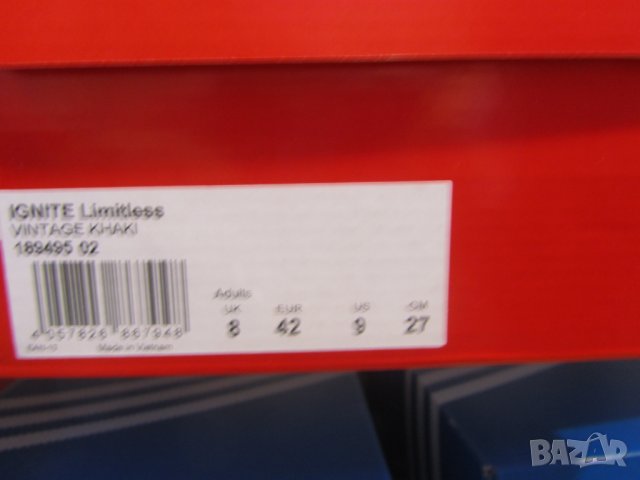 IGNITE Limitless
VINTAGE KHAKI
189495 02
Adults
UK EUR US CM
8 42 9 27
4 057826 867948
Made in Vietnam
BAZAR